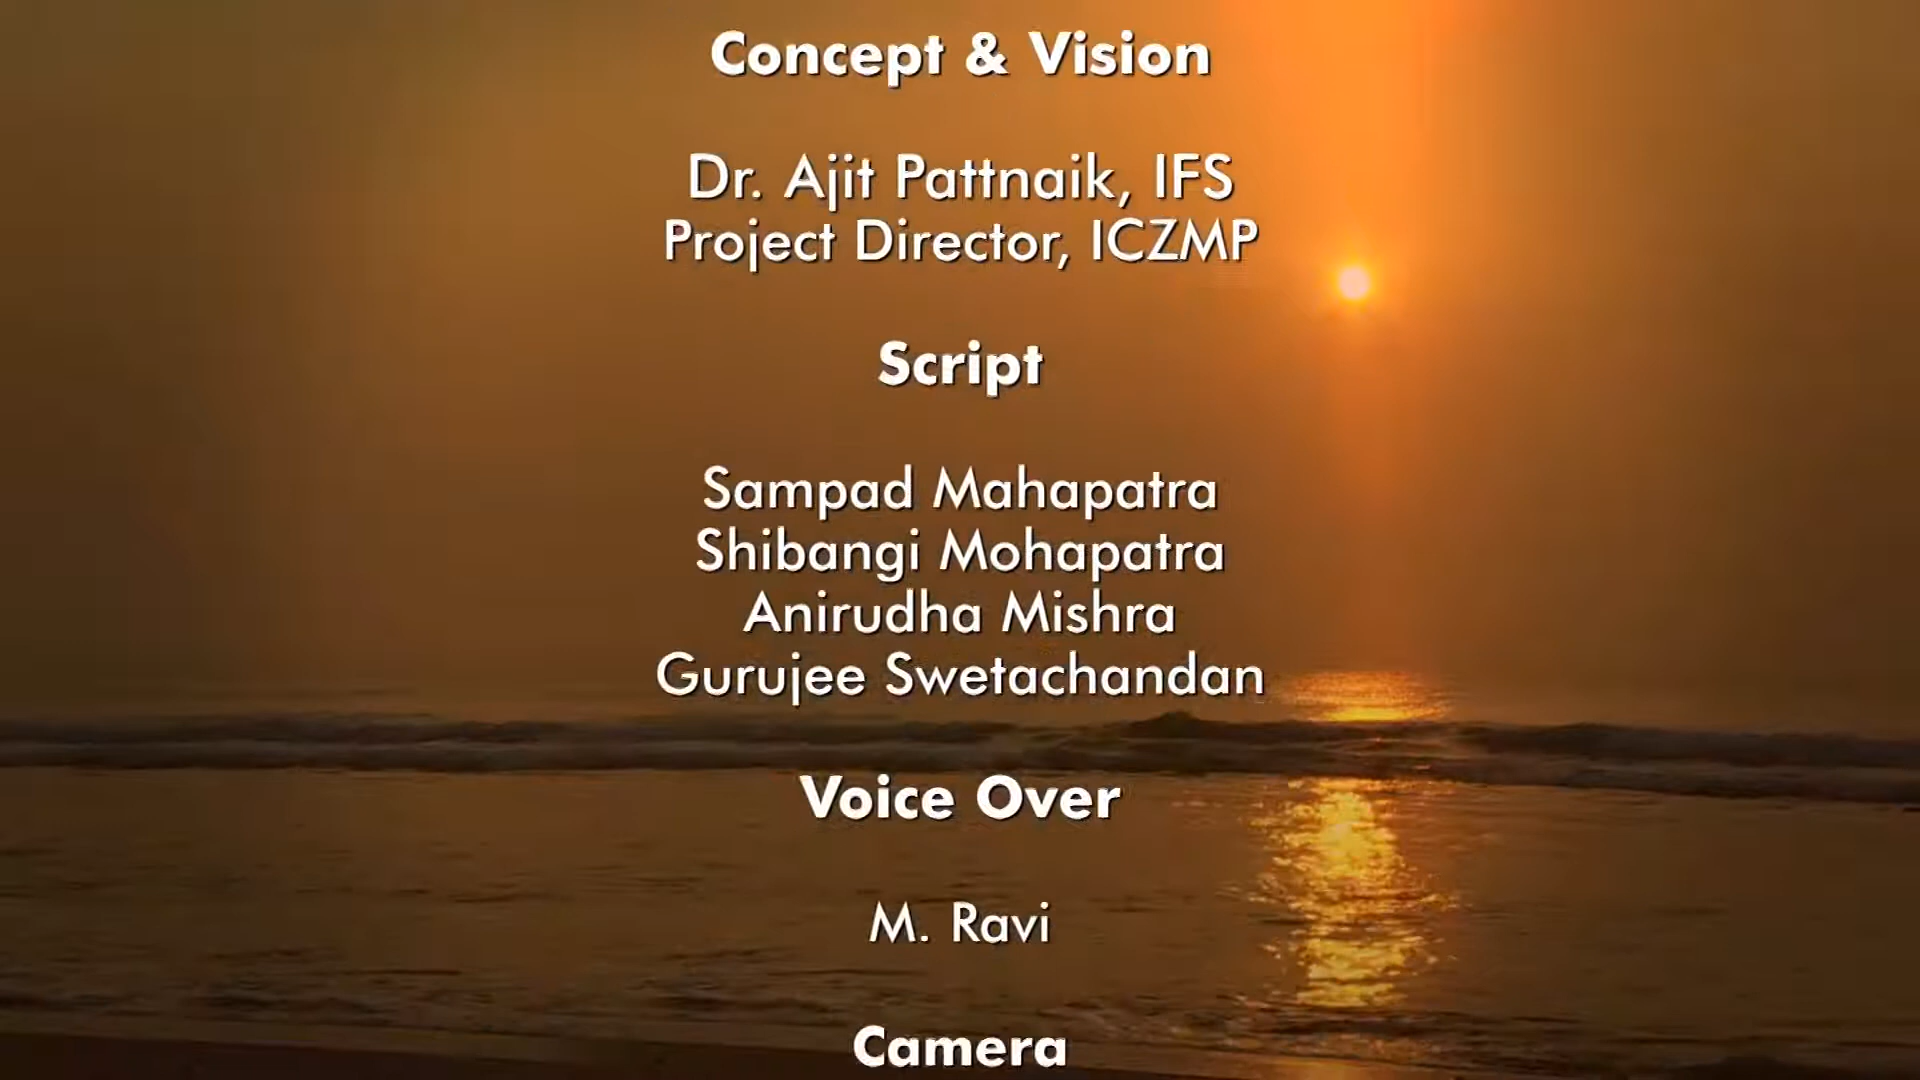 Concept & Vision
Dr. Ajit Pattnaik, IFS
Project Director, ICZMP
Script
Sampad Mahapatra
Shibangi Mohapatra
Anirudha Mishra
Gurujee Swetachandan
Voice Over
M. Ravi
Camera